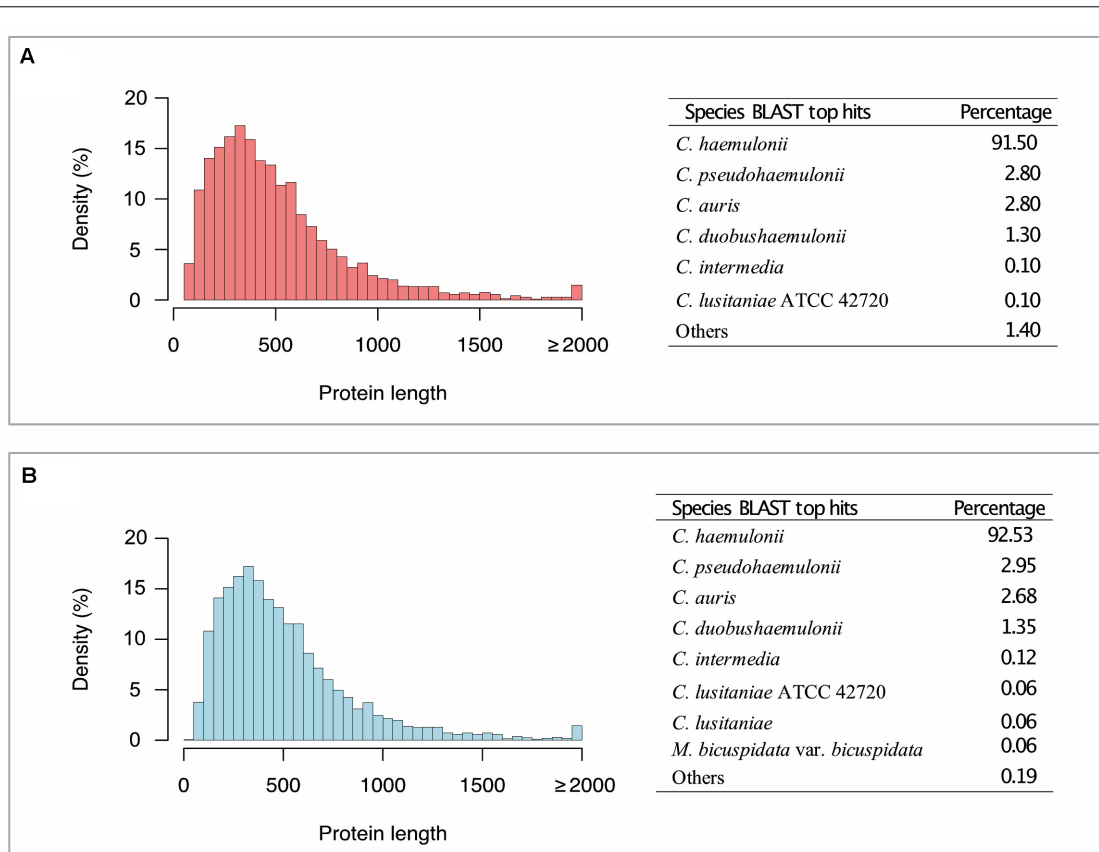 A
Density (%)
20
15
10
5
0
0 500 1000 1500 ≥2000
Protein length
Species BLAST top hits Percentage
C. haemulonii 91.50
C. pseudohaemulonii 2.80
C. auris 2.80
C. duobushaemulonii 1.30
C. intermedia 0.10
C. lusitaniae ATCC 42720 0.10
Others 1.40
B
Density (%)
20
15
10
5
0
0 500 1000 1500 ≥2000
Protein length
Species BLAST top hits Percentage
C. haemulonii 92.53
C. pseudohaemulonii 2.95
C. auris 2.68
C. duobushaemulonii 1.35
C. intermedia 0.12
C. lusitaniae ATCC 42720 0.06
C. lusitaniae 0.06
M. bicuspidata var. bicuspidata 0.06
Others 0.19